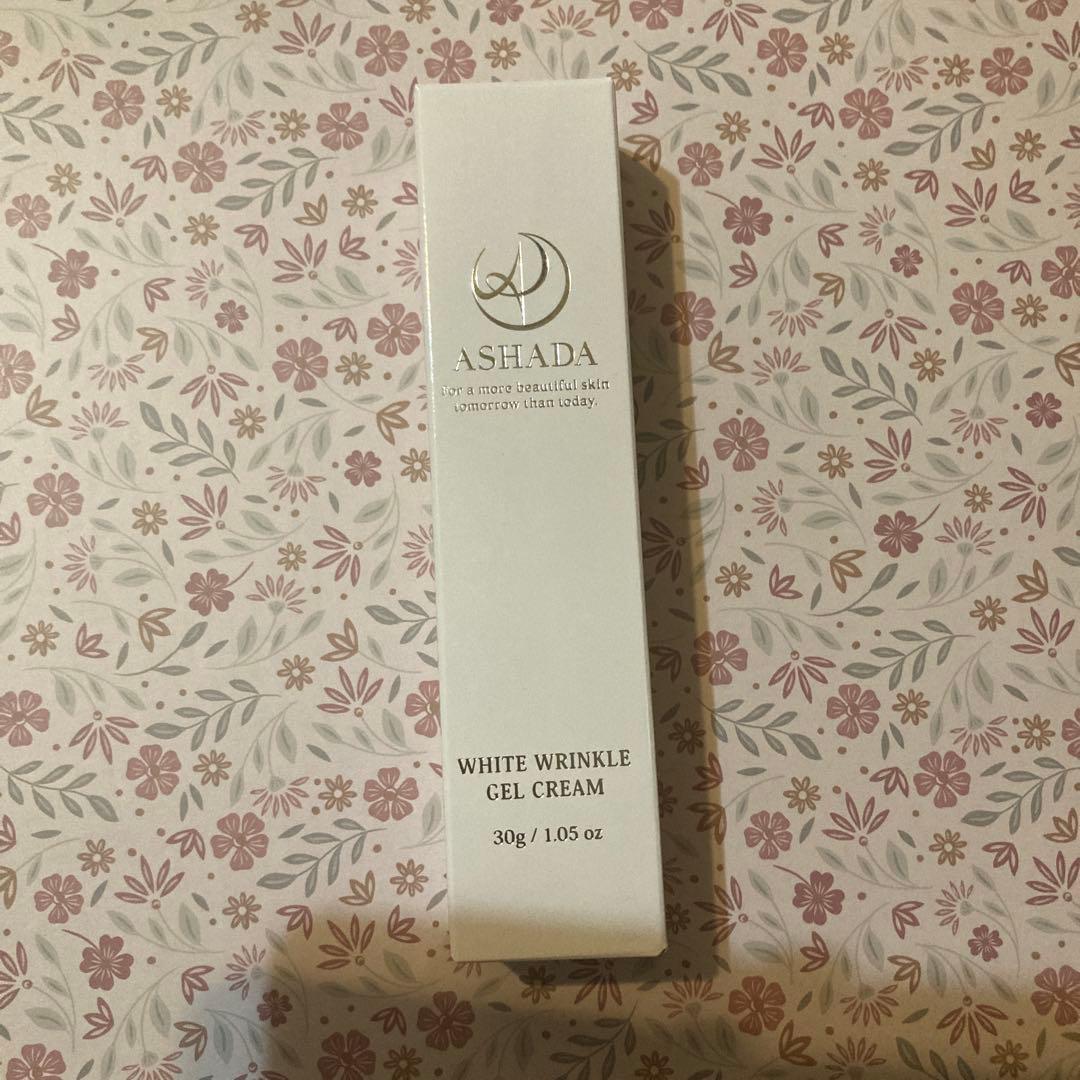 ASHADA
For a more beautiful skin
tomorrow than today.
WHITE WRINKLE
GEL CREAM
30g / 1.05 oz